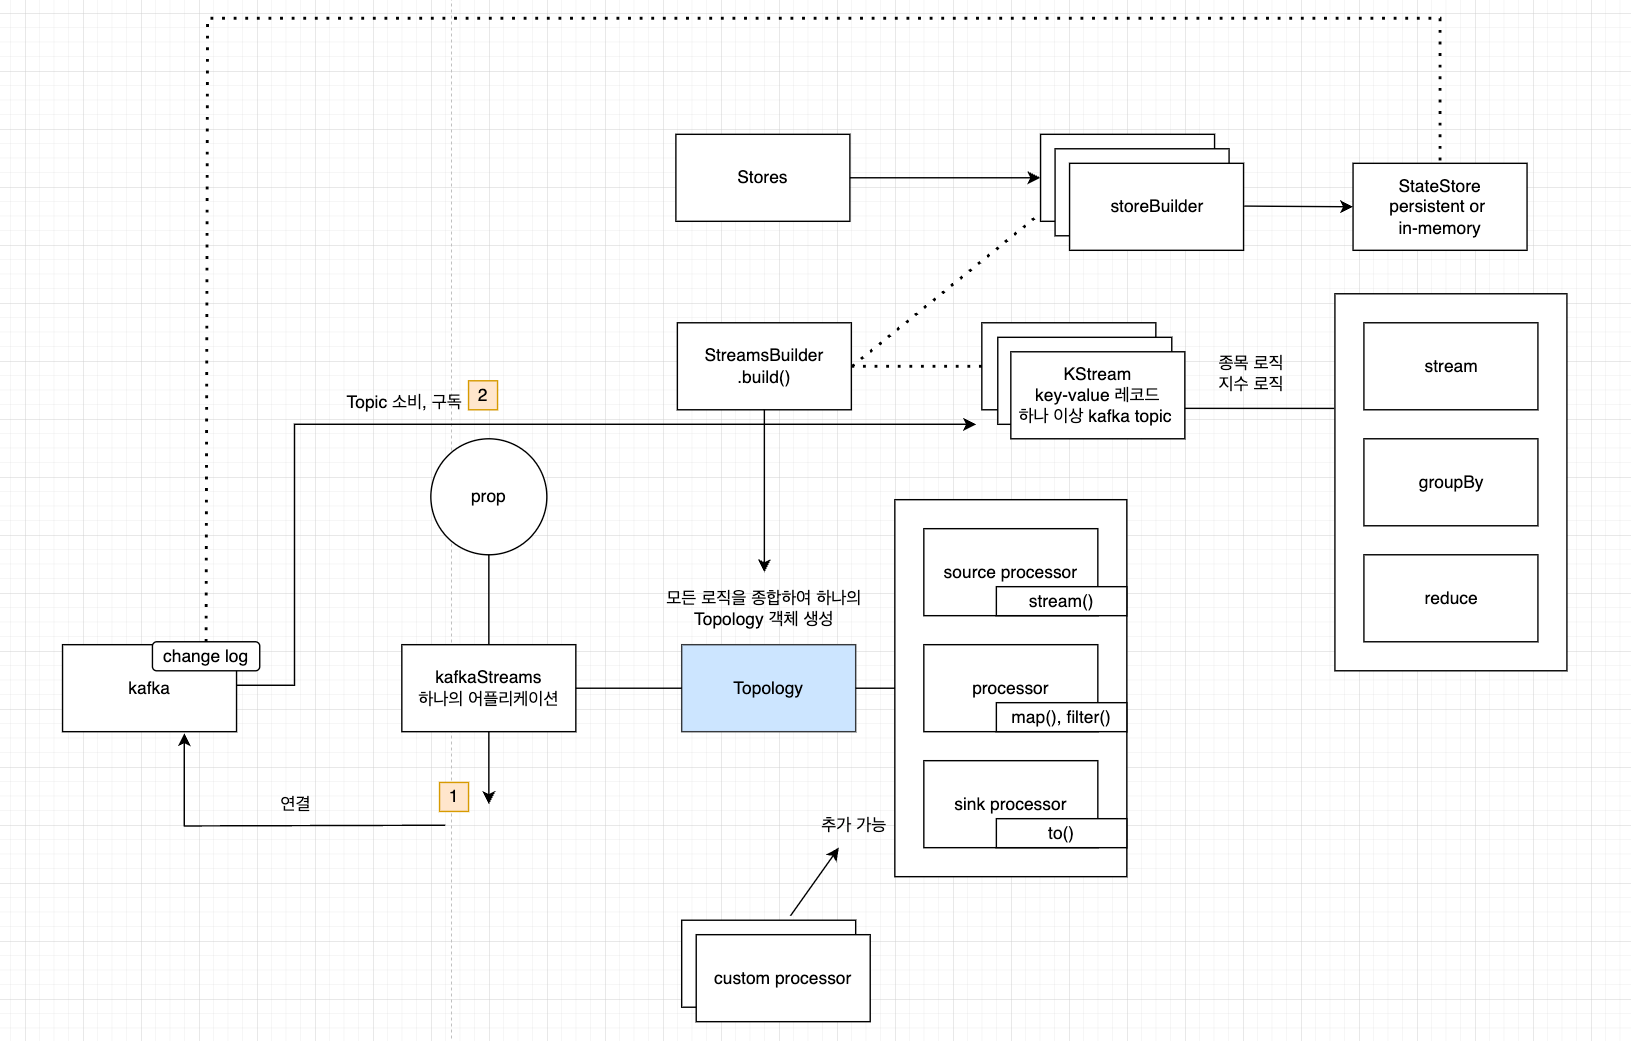 Stores
storeBuilder
StateStore
persistent or
in-memory
StreamsBuilder
.build()
KStream
key-value 레코드
하나 이상 kafka topic
종목 로직
지수 로직
stream
groupBy
reduce
Topic 소비, 구독
2
prop
모든 로직을 종합하여 하나의
Topology 객체 생성
source processor
stream()
change log
kafka
kafkaStreams
하나의 어플리케이션
Topology
processor
map(), filter()
sink processor
to()
1
연결
추가 가능
custom processor